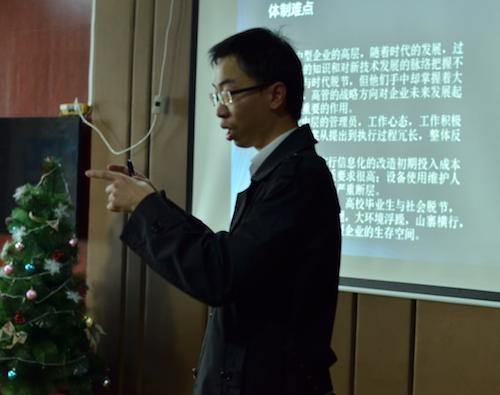 体制难点
中型企业的高层，随着时代的发展，过
的知识和对新技术发展的脉络把握不
与时代脱节，但他们手中却掌握着大
高管的战略方向对企业未来发展起
重要的作用。
层的管理员，工作心态，工作积极
从提出到执行过程冗长，整体反
行信息化的改造初期投入成本
要求很高；设备使用维护人
严重断层。
高校毕业生与社会脱节，
大环境浮躁，山寨横行，
企业的生存空间。